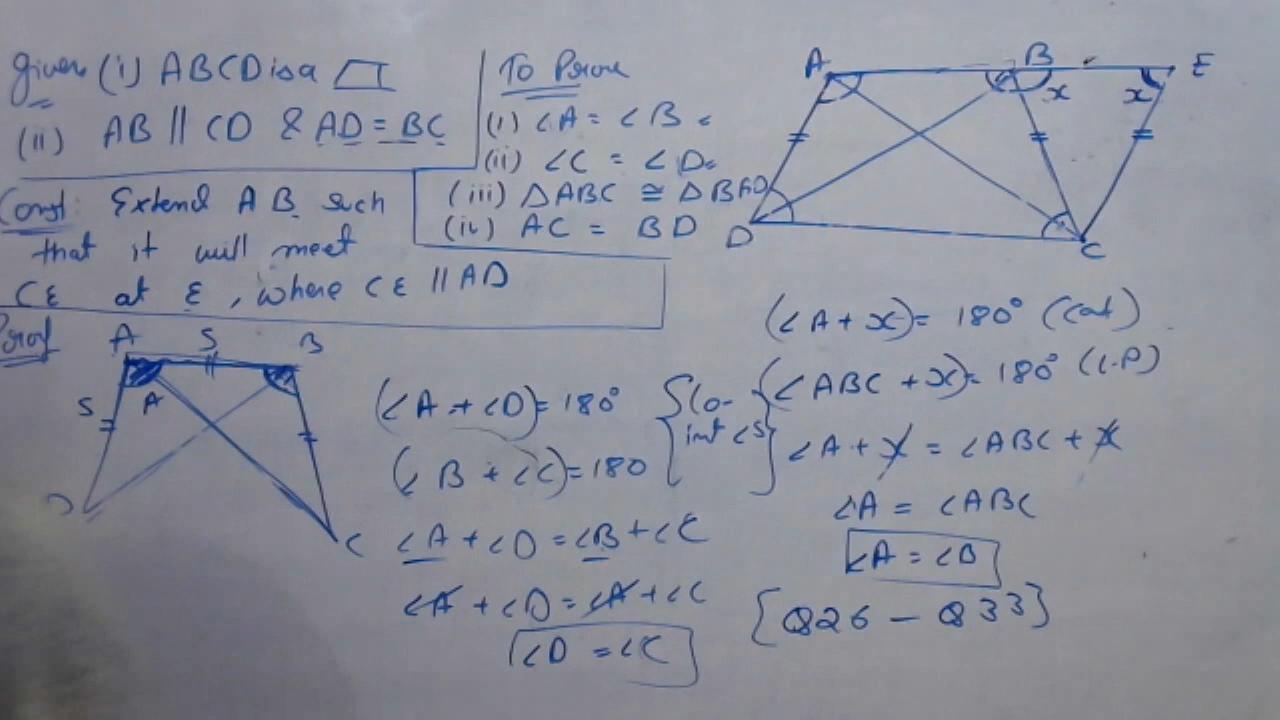 Given (i) ABCD is a
(ii) AB || CD & AD = BC
To Prove
(i) ∠A = ∠B
(ii) ∠C = ∠D
(iii) △ABC ≅ △BAD
(iv) AC = BD
Const: Extend AB such
that it will meet
CE at E, where CE || AD
A B E
x x
D C
Proof
A S B
S A
D C
(∠A + ∠D) = 180°
(∠B + ∠C) = 180
Co-
int ∠s
∠A + ∠D = ∠B + ∠C
∠A + ∠D = ∠A + ∠C
∠D = ∠C
(∠A + x) = 180°
(∠ABC + x) = 180° (L.P)
∠A + x = ∠ABC + x
∠A = ∠ABC
∠A = ∠B
[Q26 - Q33]